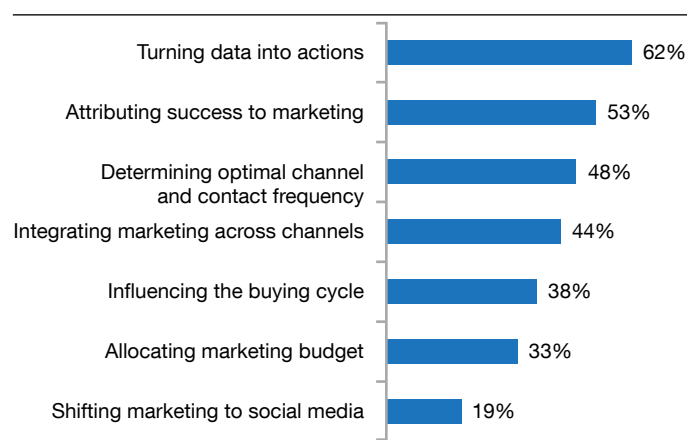 Turning data into actions 62%
Attributing success to marketing 53%
Determining optimal channel 48%
and contact frequency
Integrating marketing across channels 44%
Influencing the buying cycle 38%
Allocating marketing budget 33%
Shifting marketing to social media 19%